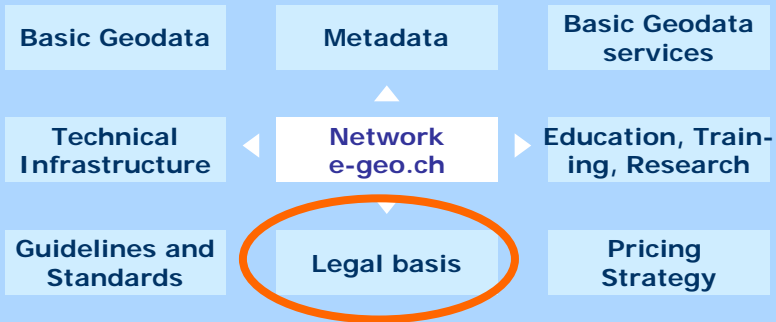 Basic Geodata
Metadata
Basic Geodata
services
Technical
Infrastructure
Network
e-geo.ch
Education, Train-
ing, Research
Guidelines and
Standards
Legal basis
Pricing
Strategy